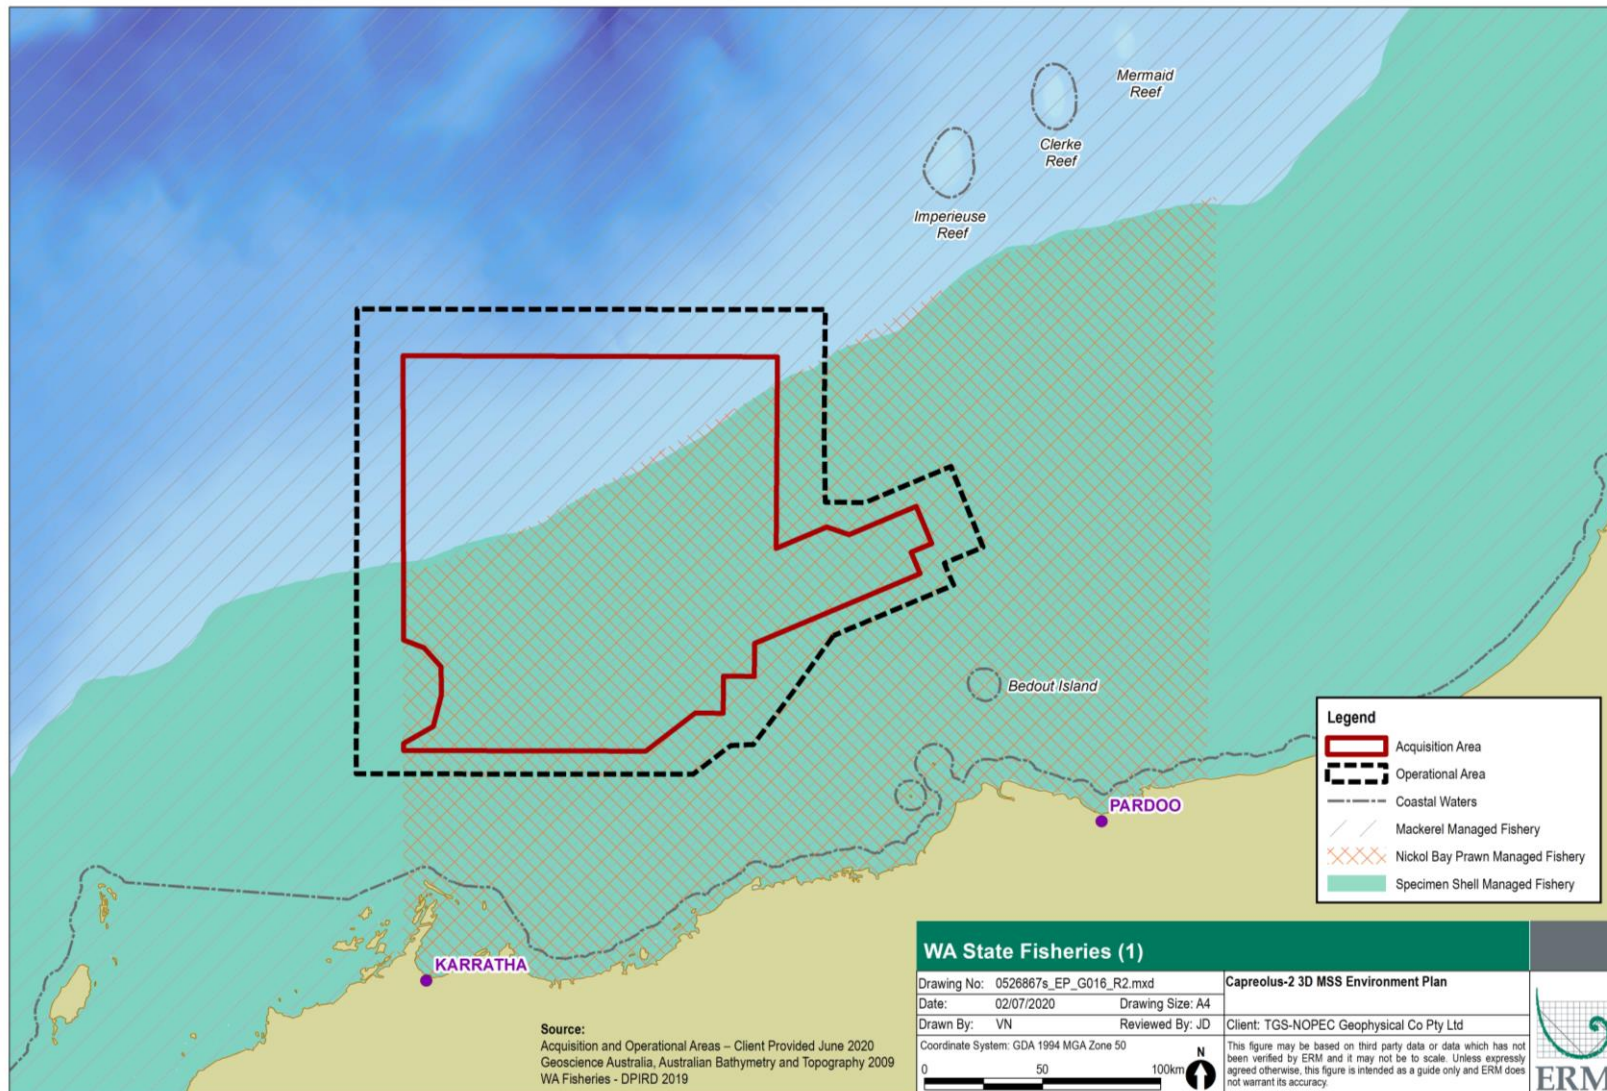 Mermaid
Reef
Clerke
Reef
Imperieuse
Reef
Bedout Island
PARDOO
KARRATHA
Legend
Acquisition Area
Operational Area
Coastal Waters
Mackerel Managed Fishery
Nickol Bay Prawn Managed Fishery
Specimen Shell Managed Fishery
Source:
Acquisition and Operational Areas – Client Provided June 2020
Geoscience Australia, Australian Bathymetry and Topography 2009
WA Fisheries - DPIRD 2019
WA State Fisheries (1)
Drawing No: 0526867s_EP_G016_R2.mxd
Date: 02/07/2020 Drawing Size: A4
Drawn By: VN Reviewed By: JD
Coordinate System: GDA 1994 MGA Zone 50
0 50 100km
N
Capreolus-2 3D MSS Environment Plan
Client: TGS-NOPEC Geophysical Co Pty Ltd
This figure may be based on third party data or data which has not
been verified by ERM and it may not be to scale. Unless expressly
agreed otherwise, this figure is intended as a guide only and ERM does
not warrant its accuracy.
ERM